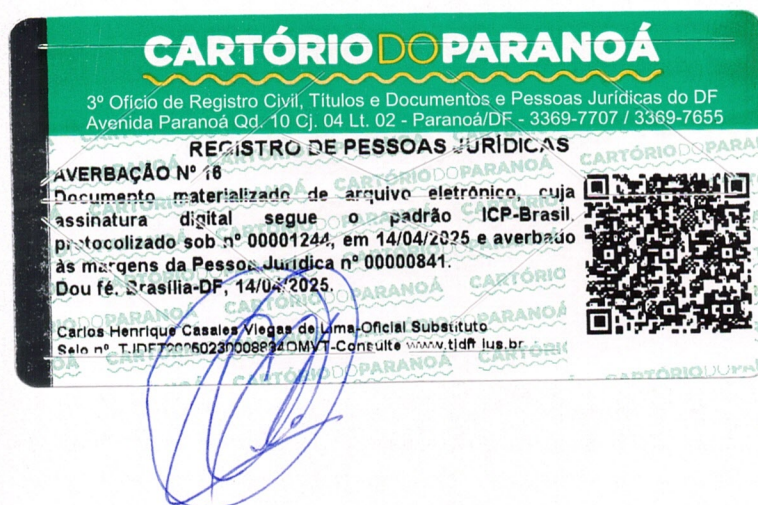 CARTÓRIODOPARANOÁ
3º Ofício de Registro Civil, Títulos e Documentos e Pessoas Jurídicas do DF
Avenida Paranoá Qd. 10 Cj. 04 Lt. 02 - Paranoá/DF - 3369-7707 / 3369-7655
REGISTRO DE PESSOAS JURÍDICAS
AVERBAÇÃO Nº 16
Documento materializado de arquivo eletrônico, cuja
assinatura digital segue o padrão ICP-Brasil,
protocolizado sob nº 00001244, em 14/04/2025 e averbado
às margens da Pessoa Jurídica nº 00000841.
Dou fé. Brasília-DF, 14/04/2025.
Carlos Henrique Casales Viegas de Lima-Oficial Substituto
Selo nº -Consulte www.tjdft.jus.br